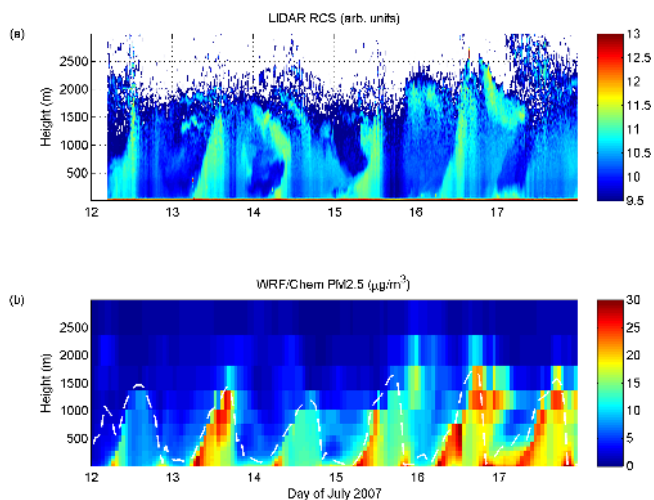 LIDAR RCS (arb. units)
(a)
Height (m)
2500
2000
1500
1000
500
12 13 14 15 16 17
13
12.5
12
11.5
11
10.5
10
9.5
WRF/Chem PM2.5 (μg/m³)
(b)
Height (m)
2500
2000
1500
1000
500
12 13 14 15 16 17
Day of July 2007
30
25
20
15
10
5
0